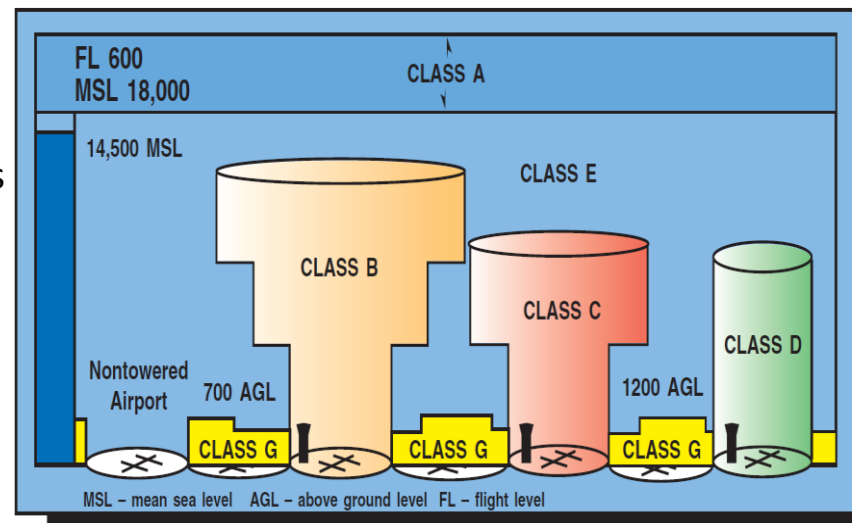 FL 600
MSL 18,000
CLASS A
14,500 MSL
s
CLASS E
CLASS B
CLASS C
CLASS D
Nontowered
Airport
700 AGL
1200 AGL
CLASS G
CLASS G
CLASS G
MSL – mean sea level AGL – above ground level FL – flight level